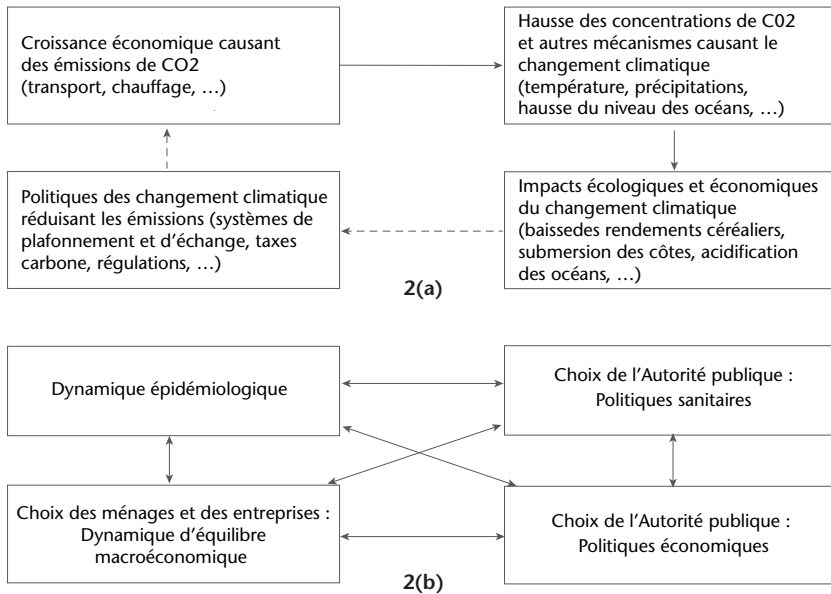 Croissance économique causant
des émissions de CO2
(transport, chauffage, …)
Hausse des concentrations de C02
et autres mécanismes causant le
changement climatique
(température, précipitations,
hausse du niveau des océans, …)
Politiques des changement climatique
réduisant les émissions (systèmes de
plafonnement et d’échange, taxes
carbone, régulations, …)
Impacts écologiques et économiques
du changement climatique
(baissedes rendements céréaliers,
submersion des côtes, acidification
des océans, …)
2(a)
Dynamique épidémiologique
Choix de l’Autorité publique :
Politiques sanitaires
Choix des ménages et des entreprises :
Dynamique d’équilibre
macroéconomique
Choix de l’Autorité publique :
Politiques économiques
2(b)